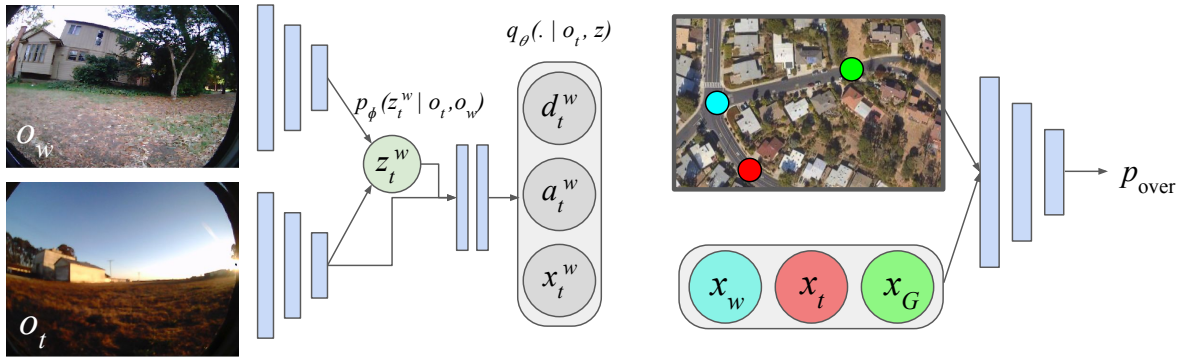 o_w
o_t
p_ϕ(z_t^w | o_t, o_w)
z_t^w
q_θ(. | o_t, z)
d_t^w
a_t^w
x_t^w
x_w
x_t
x_G
p_over